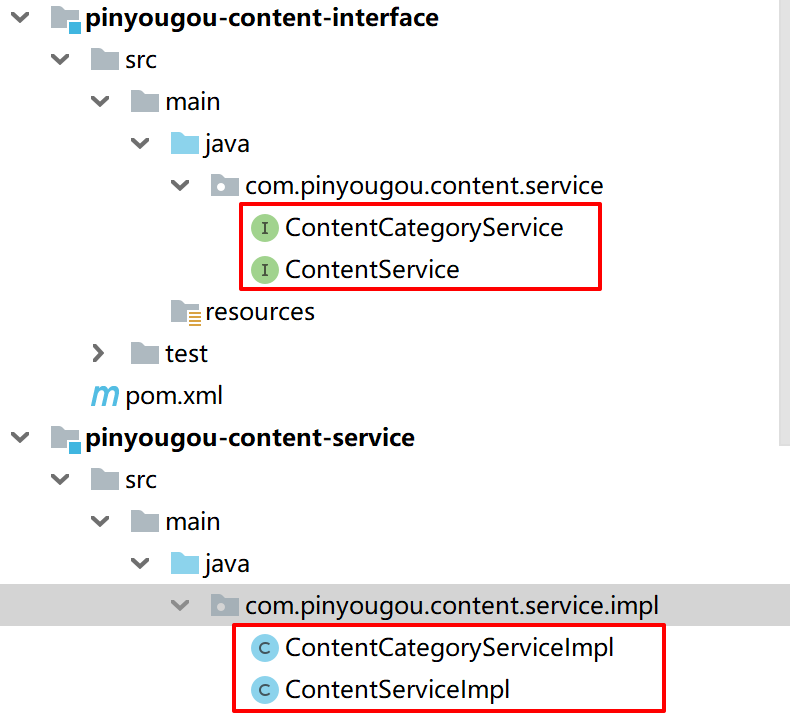 pinyougou-content-interface
src
main
java
com.pinyougou.content.service
I ContentCategoryService
I ContentService
resources
test
m pom.xml
pinyougou-content-service
src
main
java
com.pinyougou.content.service.impl
C ContentCategoryServiceImpl
C ContentServiceImpl